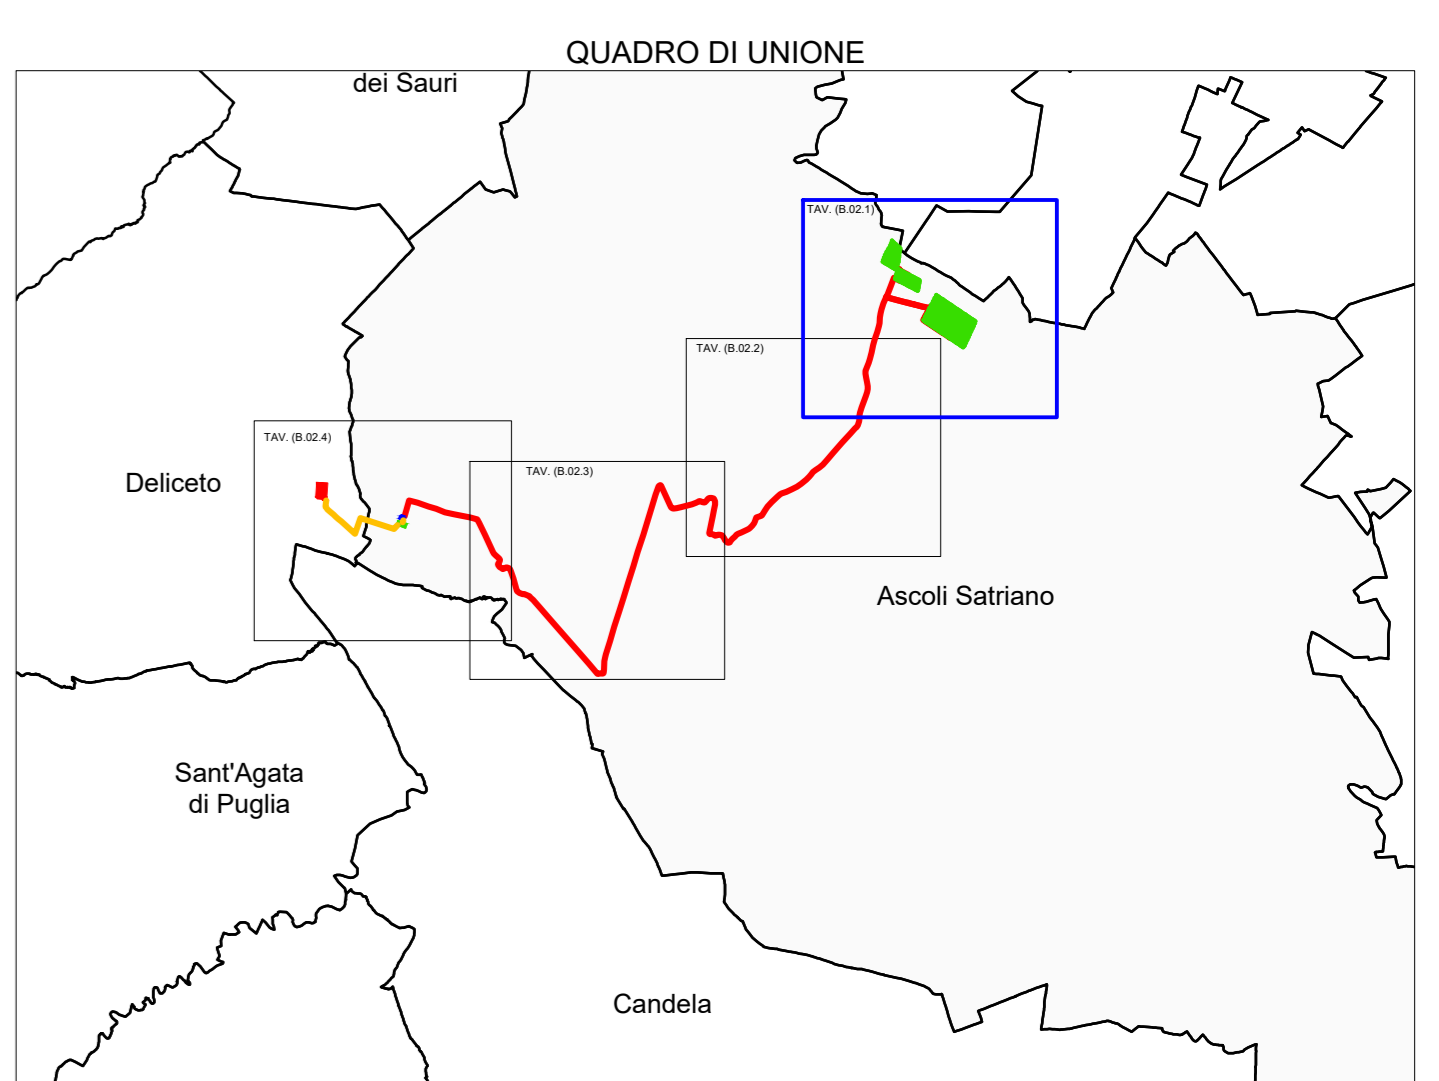 QUADRO DI UNIONE
dei Sauri
TAV. (B.02.1)
TAV. (B.02.2)
TAV. (B.02.4)
TAV. (B.02.3)
Deliceto
Ascoli Satriano
Sant'Agata
di Puglia
Candela